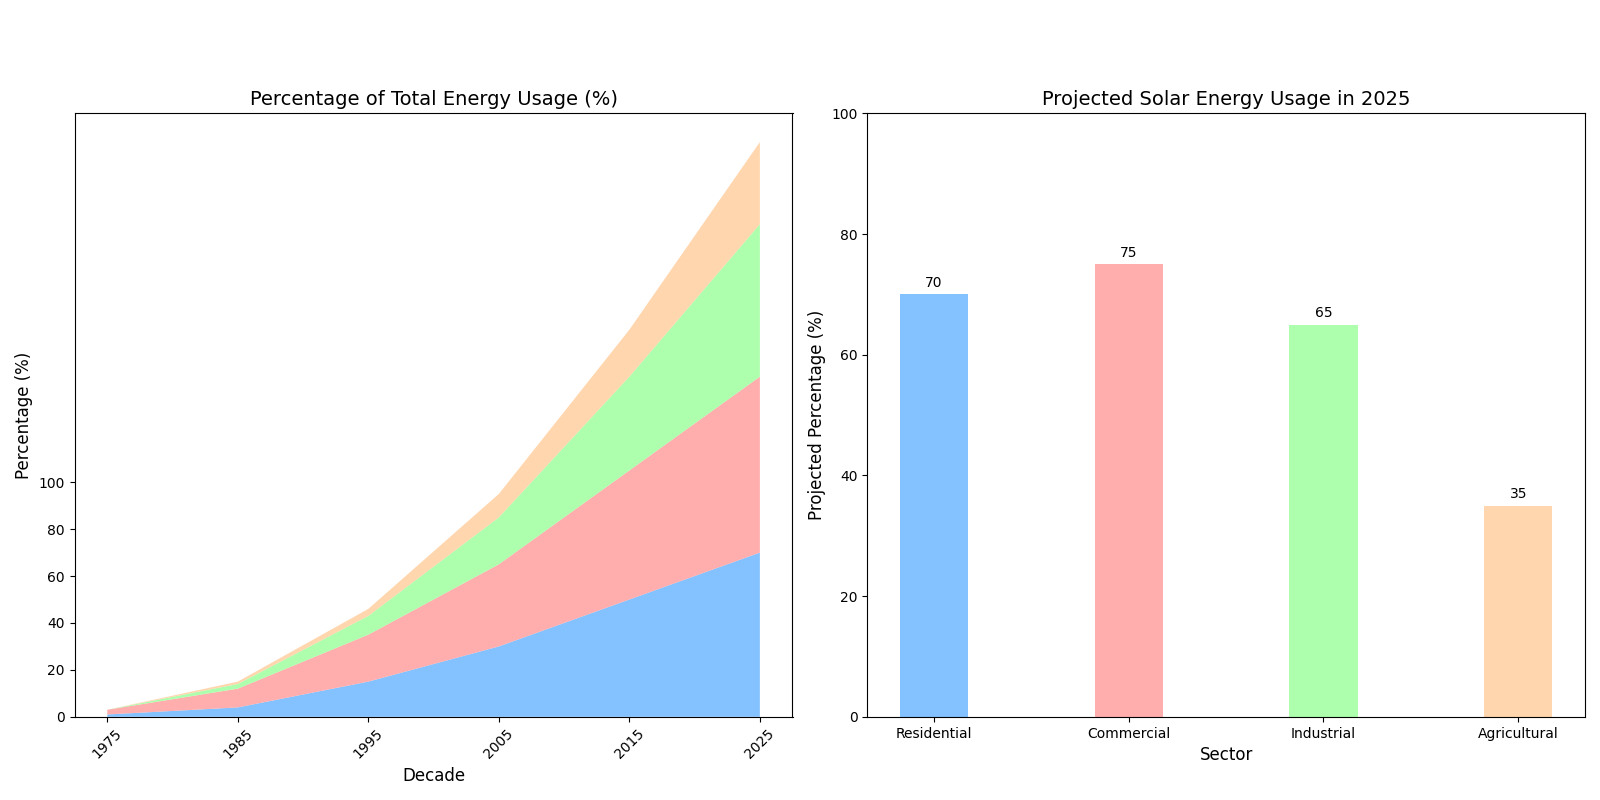 Percentage of Total Energy Usage (%)
Percentage (%)
100
80
60
40
20
0
1975 1985 1995 2005 2015 2025
Decade
Projected Solar Energy Usage in 2025
Projected Percentage (%)
100
80
60
40
20
0
70
75
65
35
Residential Commercial Industrial Agricultural
Sector